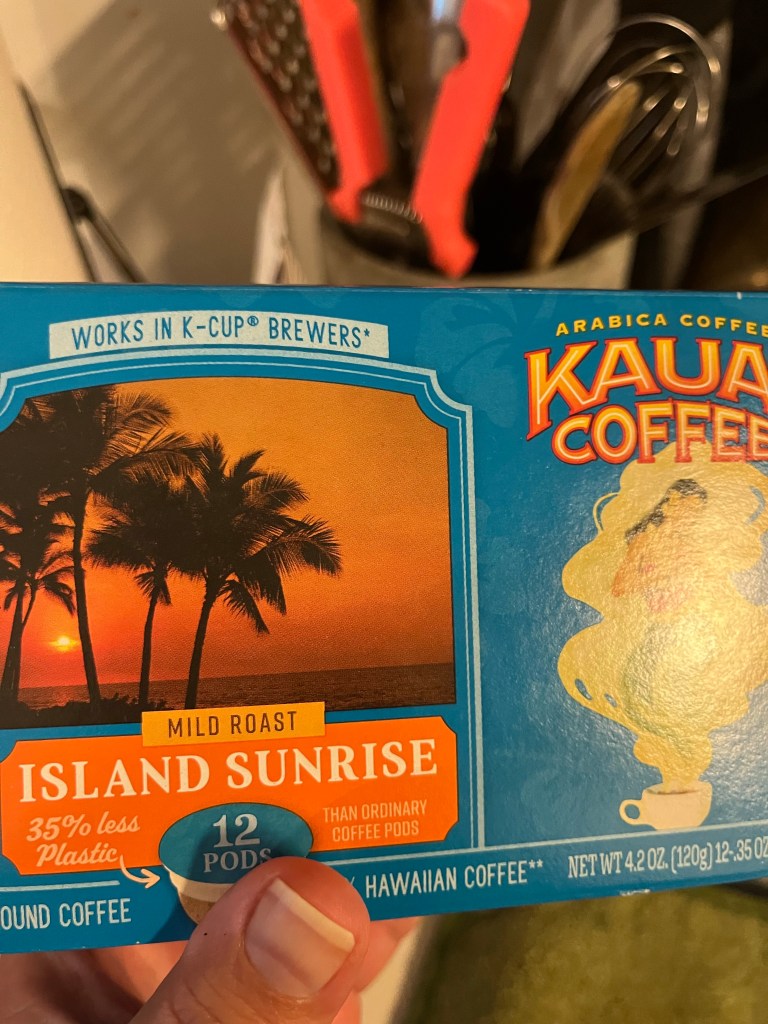 WORKS IN K-CUP® BREWERS*
ARABICA COFFEE
KAUA
COFFEE
MILD ROAST
ISLAND SUNRISE
35% less
Plastic
12
PODS
THAN ORDINARY
COFFEE PODS
OUND COFFEE
% HAWAIIAN COFFEE**
NET WT 4.2 OZ. (120g) 12-.35 OZ